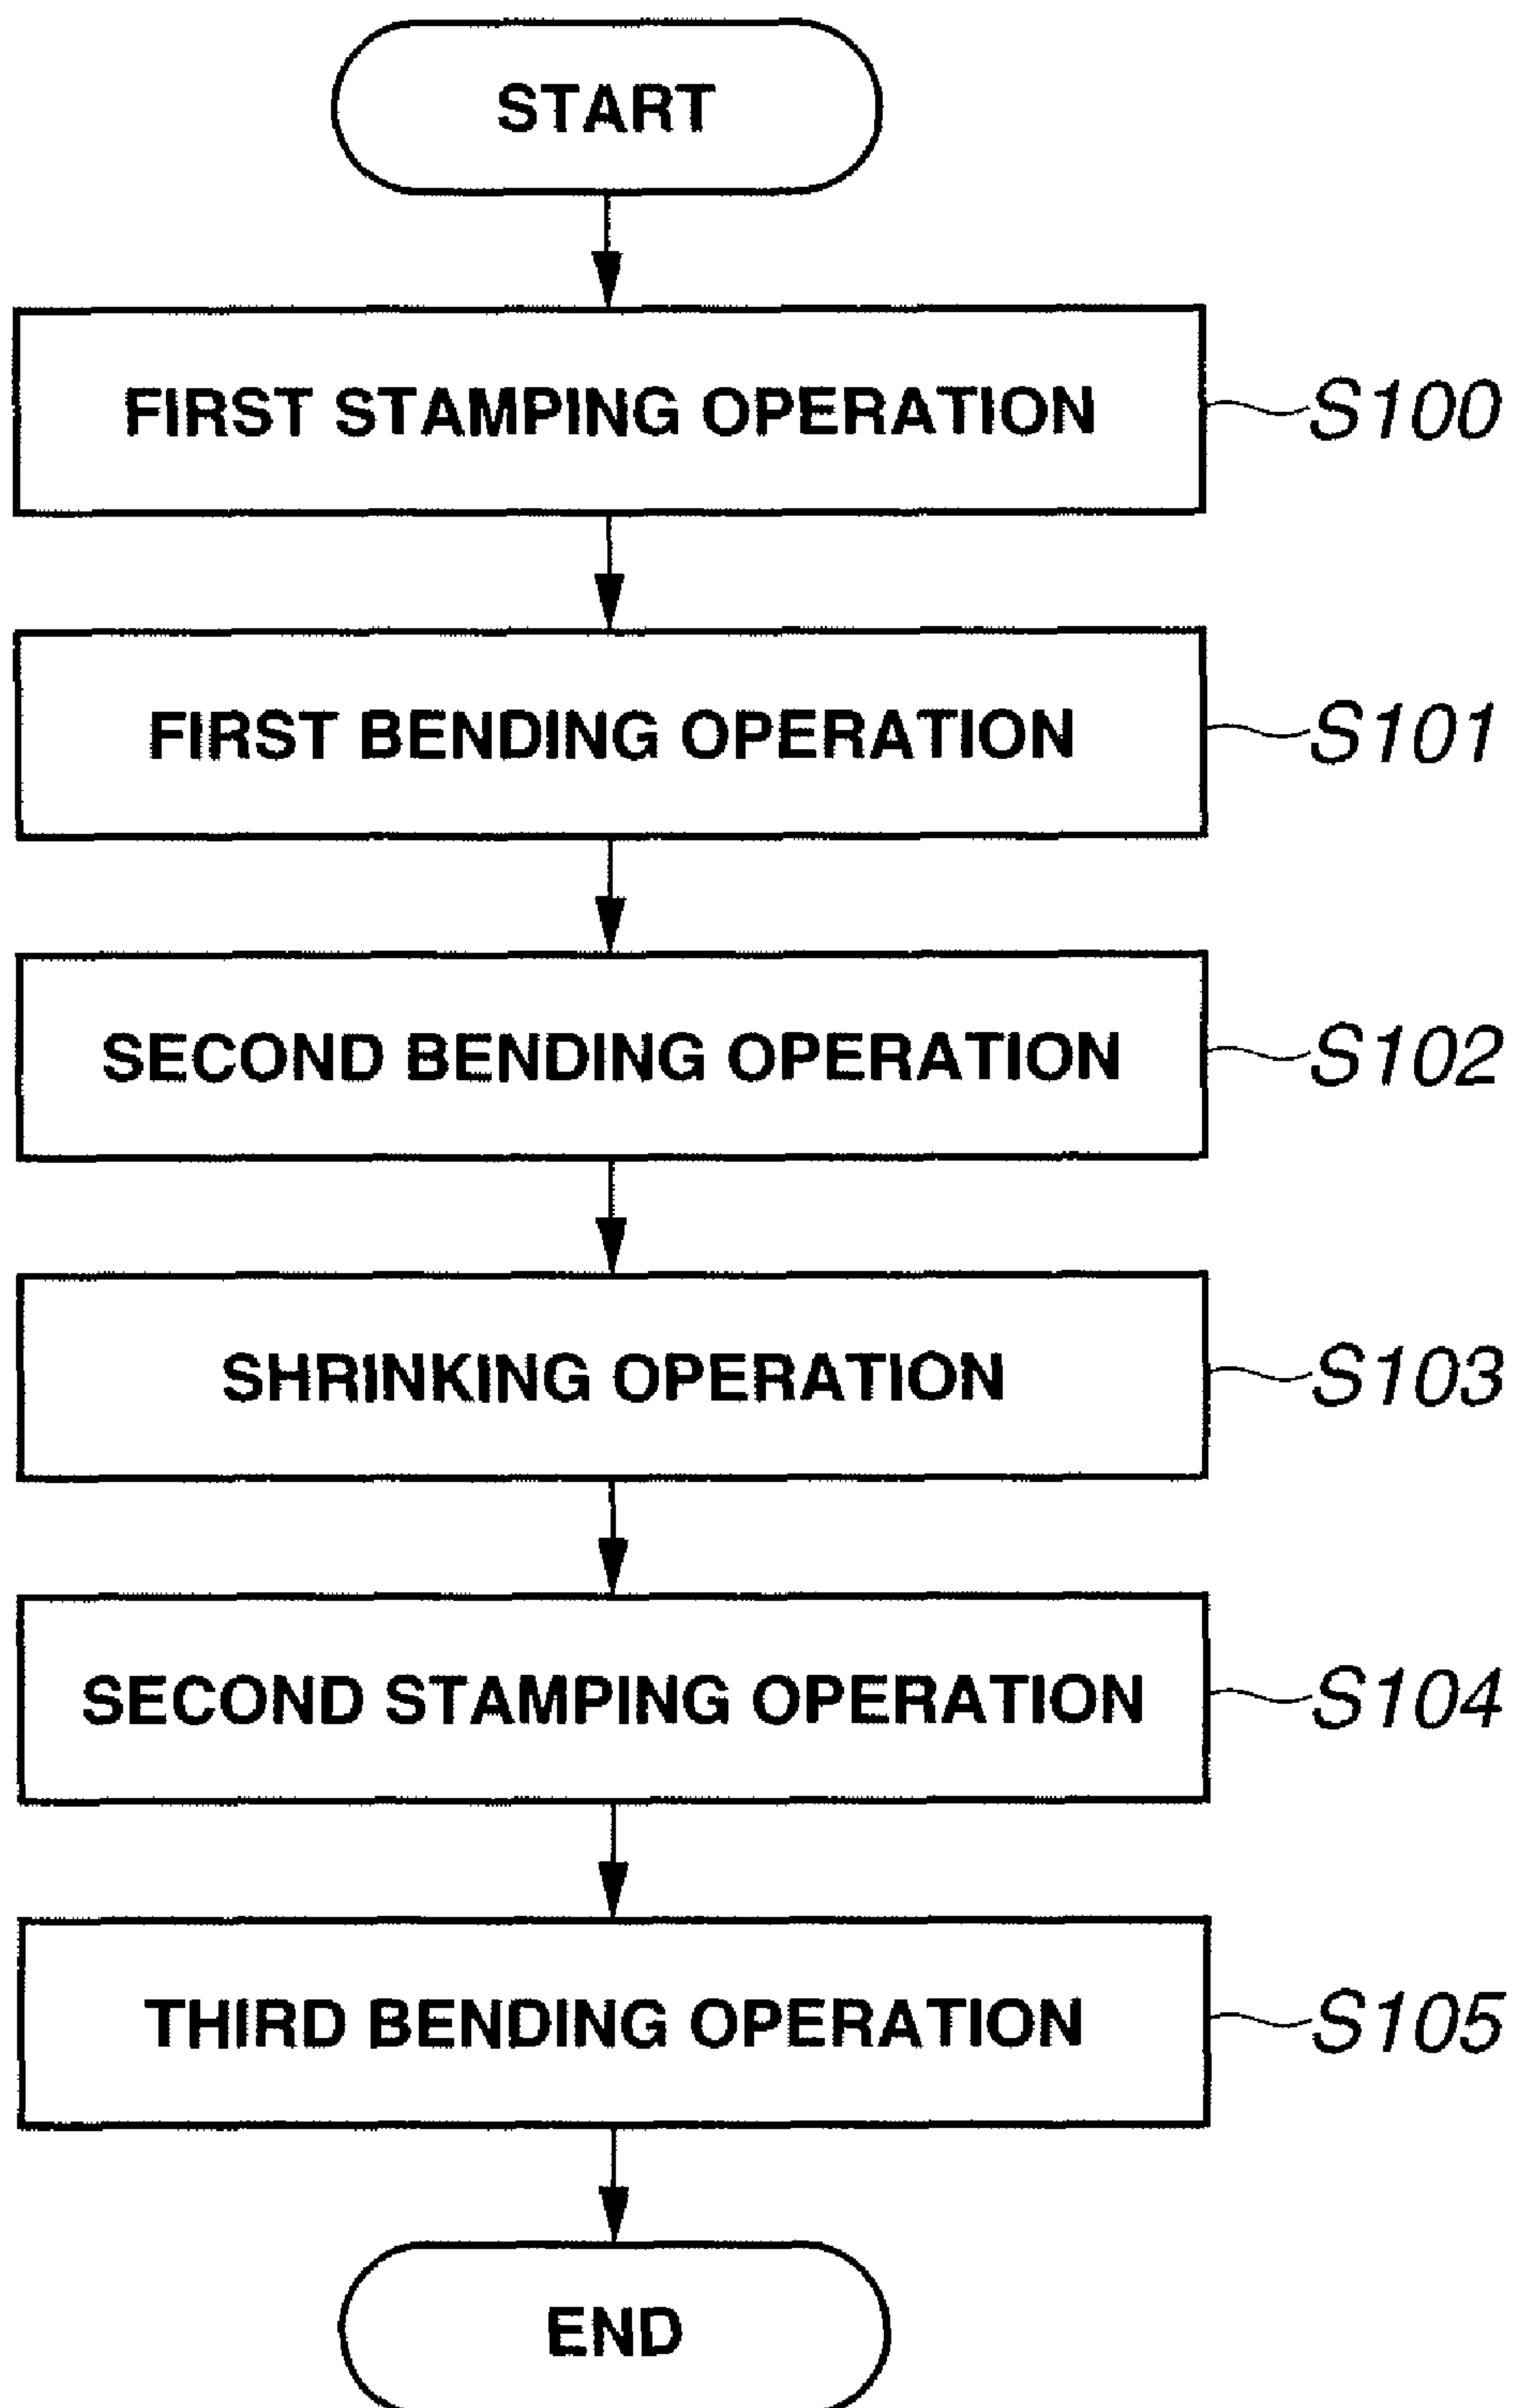 START
FIRST STAMPING OPERATION S100
FIRST BENDING OPERATION S101
SECOND BENDING OPERATION S102
SHRINKING OPERATION S103
SECOND STAMPING OPERATION S104
THIRD BENDING OPERATION S105
END